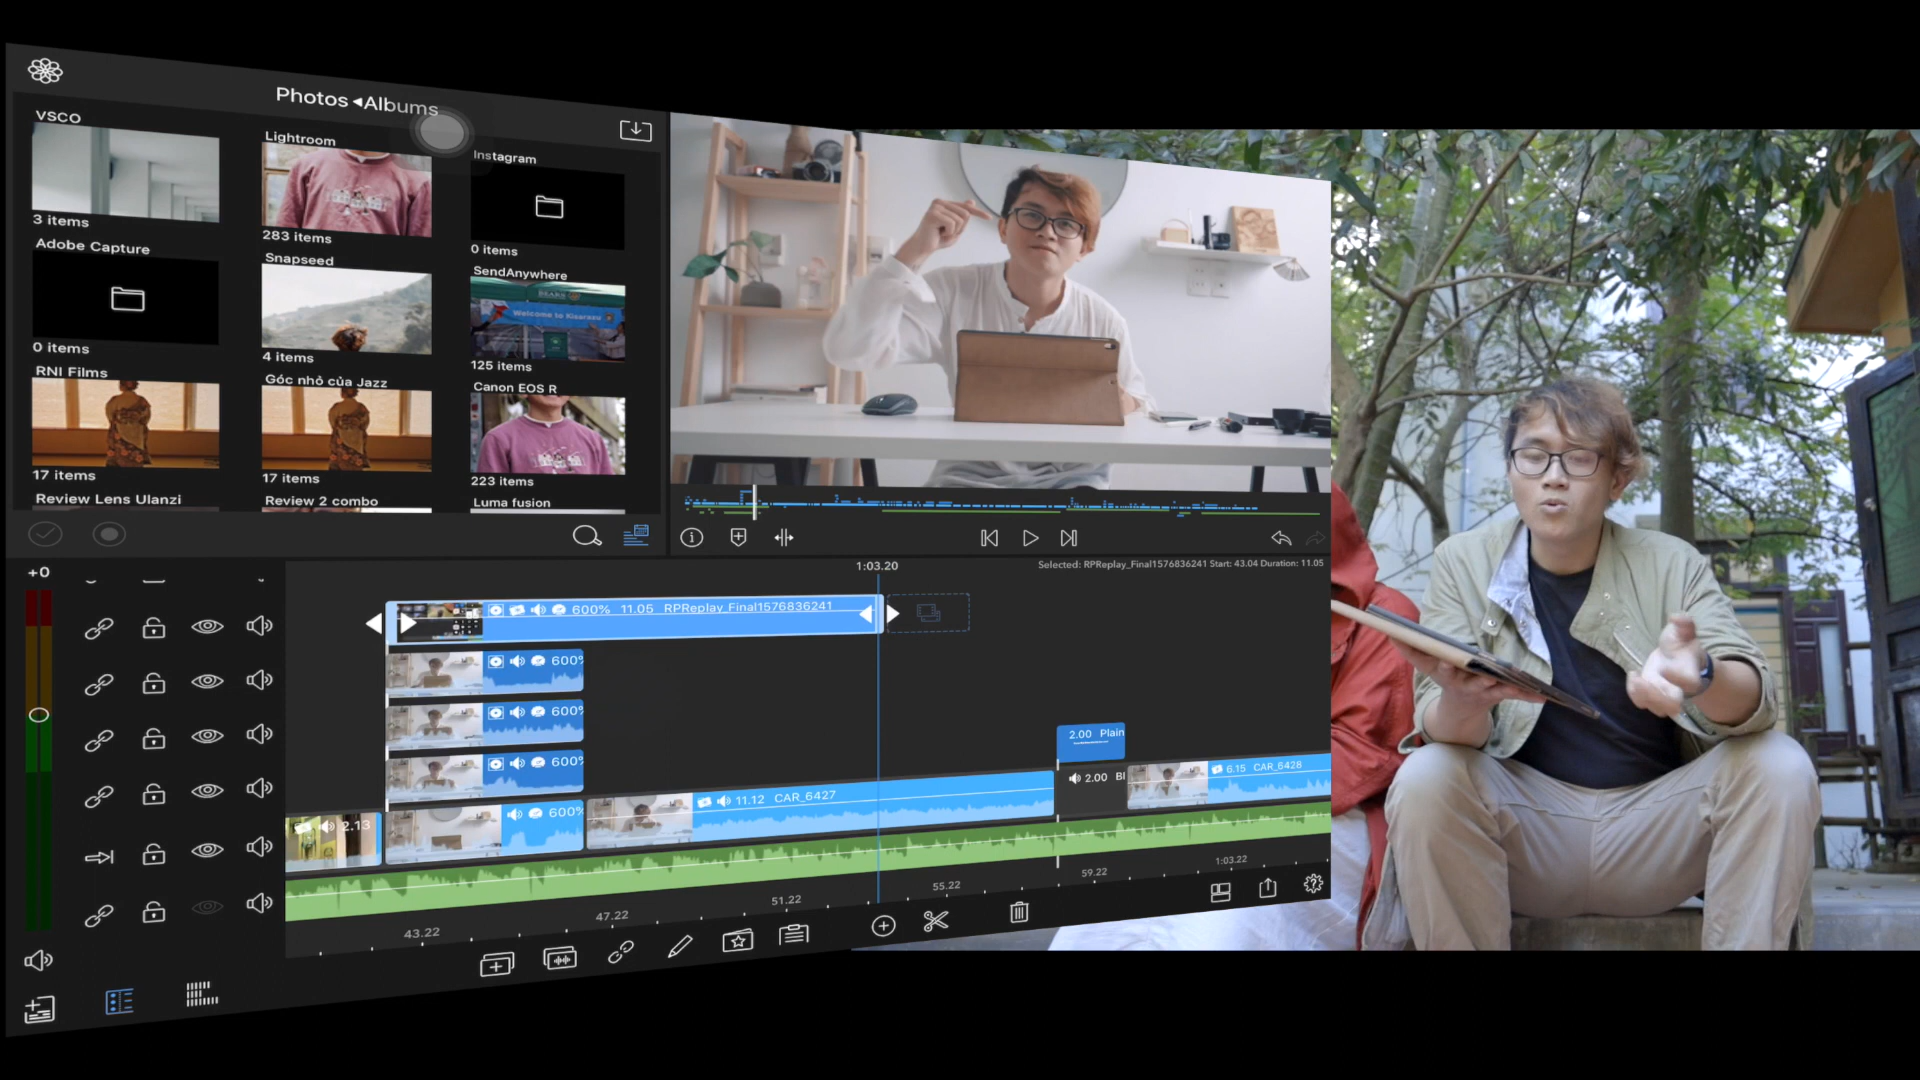 Photos ◂ Albums
VSCO
3 items
Lightroom
283 items
Instagram
0 items
Adobe Capture
0 items
Snapseed
4 items
SendAnywhere
Welcome to Kisarazu
125 items
RNI Films
17 items
Góc nhỏ của Jazz
17 items
Canon EOS R
223 items
Review Lens Ulanzi
Review 2 combo
Luma fusion
+0
1:03.20
Selected: RPReplay_Final1576836241 Start: 43.04 Duration: 11.05
600% 11.05 RPReplay_Final1576836241
600%
600%
600%
2.00 Plain
2.13
600%
11.12 CAR_6427
2.00 Bl
6.15 CAR_6428
43.22
47.22
51.22
55.22
59.22
1:03.22